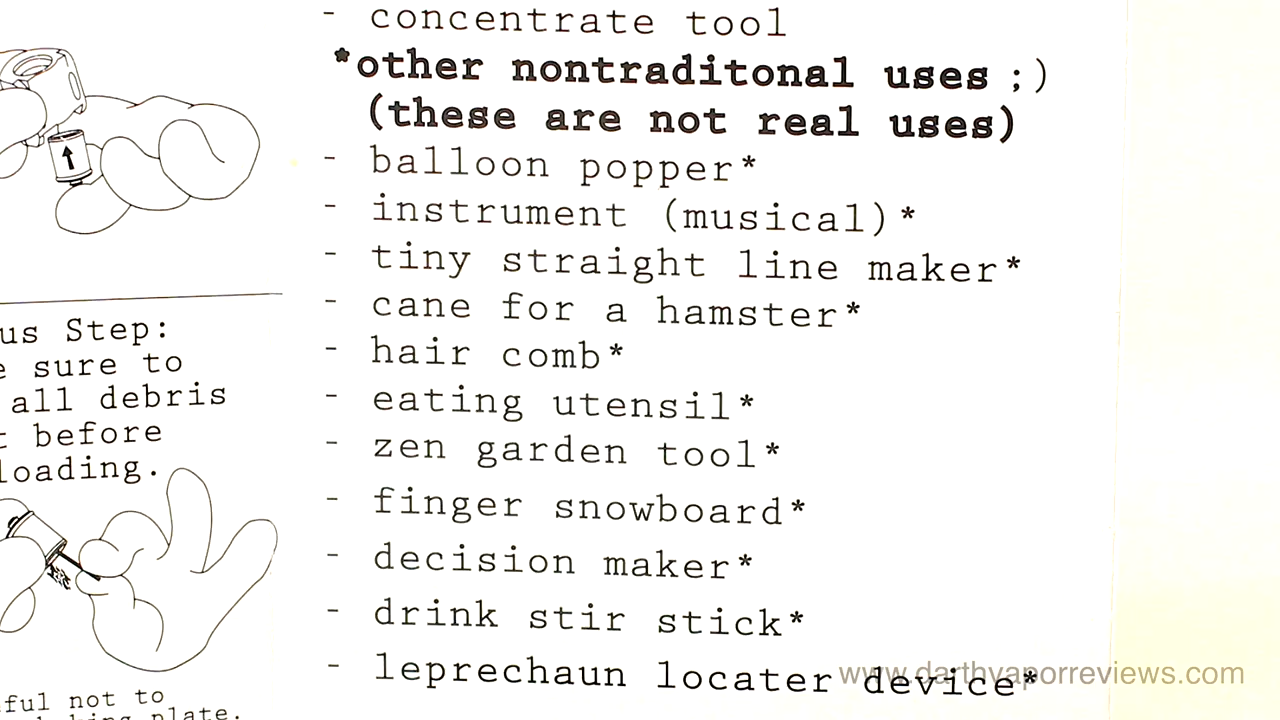 - concentrate tool
*other nontraditonal uses ;)
(these are not real uses)
- balloon popper*
- instrument (musical)*
- tiny straight line maker*
- cane for a hamster*
- hair comb*
- eating utensil*
- zen garden tool*
- finger snowboard*
- decision maker*
- drink stir stick*
- leprechaun locater device*
Step:
sure to
all debris
before
loading.
not to
plate.
www.darthvaporreviews.com